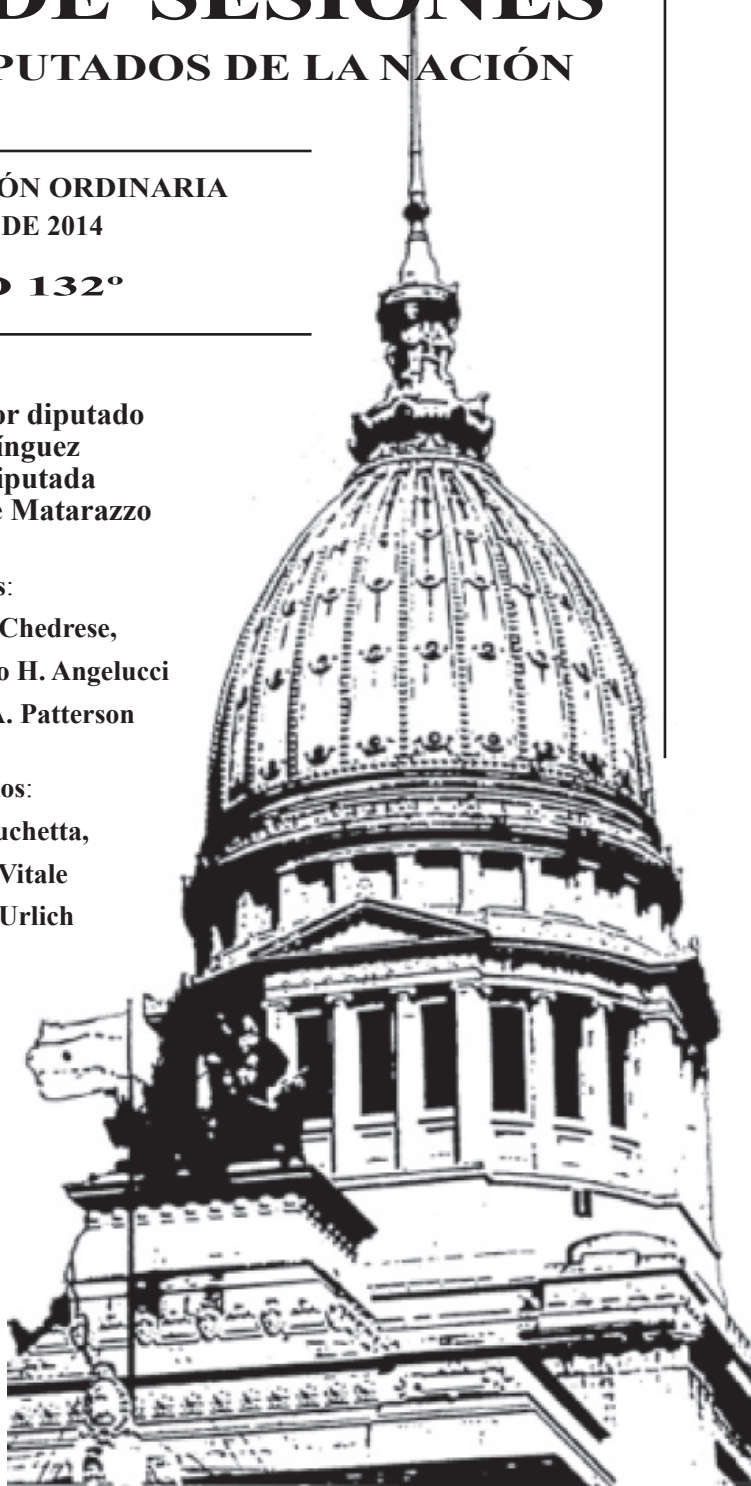 DE SESIONES
PUTADOS DE LA NACIÓN
ÓN ORDINARIA
DE 2014
O 132º
or diputado
ínguez
iputada
e Matarazzo
s:
Chedrese,
o H. Angelucci
A. Patterson
os:
uchetta,
Vitale
Urlich